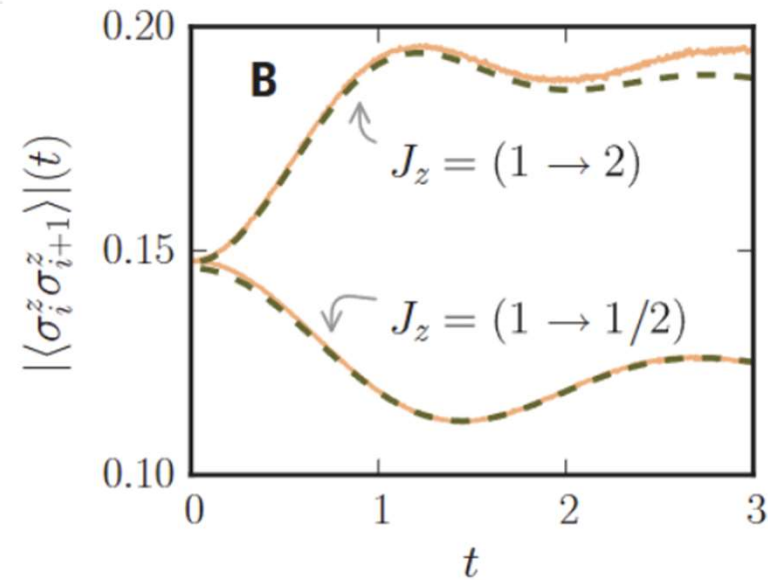 0.20
B
J_z = (1 → 2)
|⟨σ_i^z σ_{i+1}^z⟩|(t)
0.15
J_z = (1 → 1/2)
0.10
0 1 2 3
t